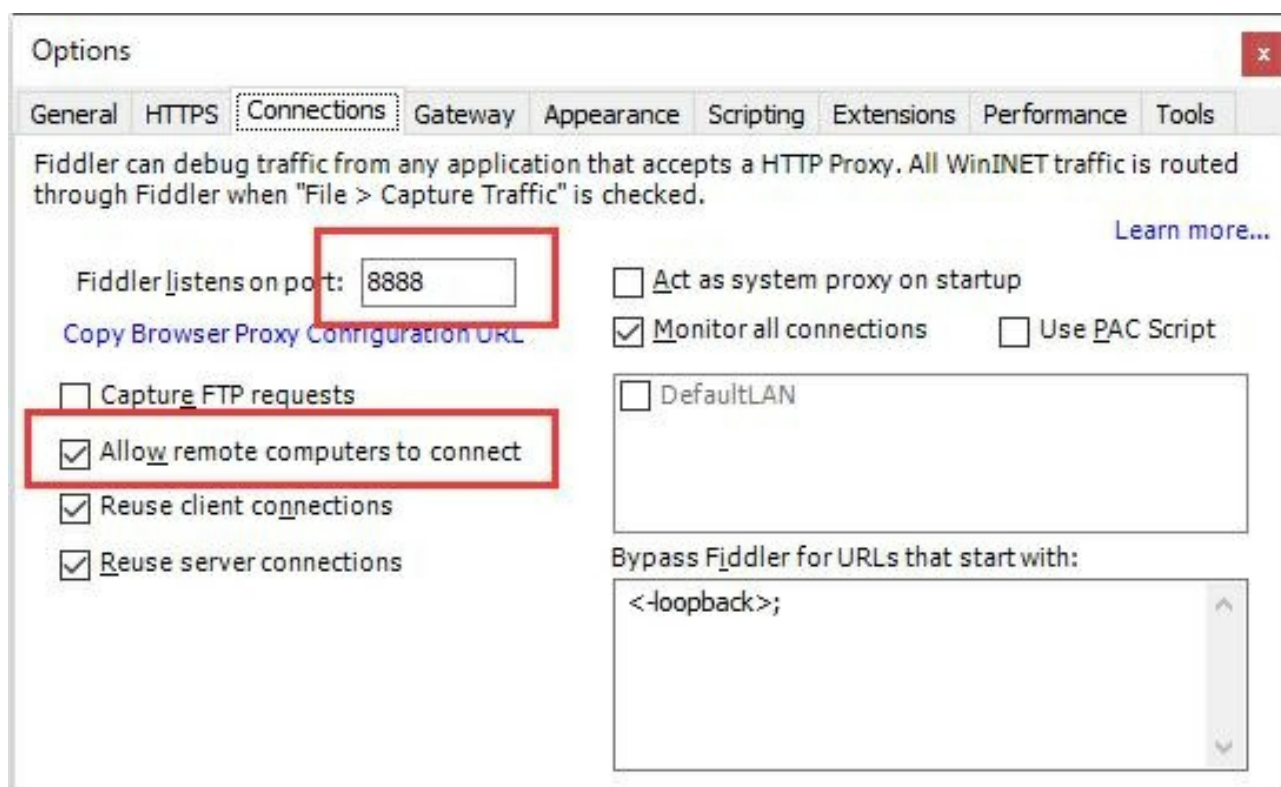 Options
x
General HTTPS Connections Gateway Appearance Scripting Extensions Performance Tools
Fiddler can debug traffic from any application that accepts a HTTP Proxy. All WinINET traffic is routed
through Fiddler when "File > Capture Traffic" is checked.
Learn more...
Fiddler listens on port: 8888
Copy Browser Proxy Configuration URL
Capture FTP requests
Allow remote computers to connect
Reuse client connections
Reuse server connections
Act as system proxy on startup
Monitor all connections Use PAC Script
DefaultLAN
Bypass Fiddler for URLs that start with:
<-loopback>;